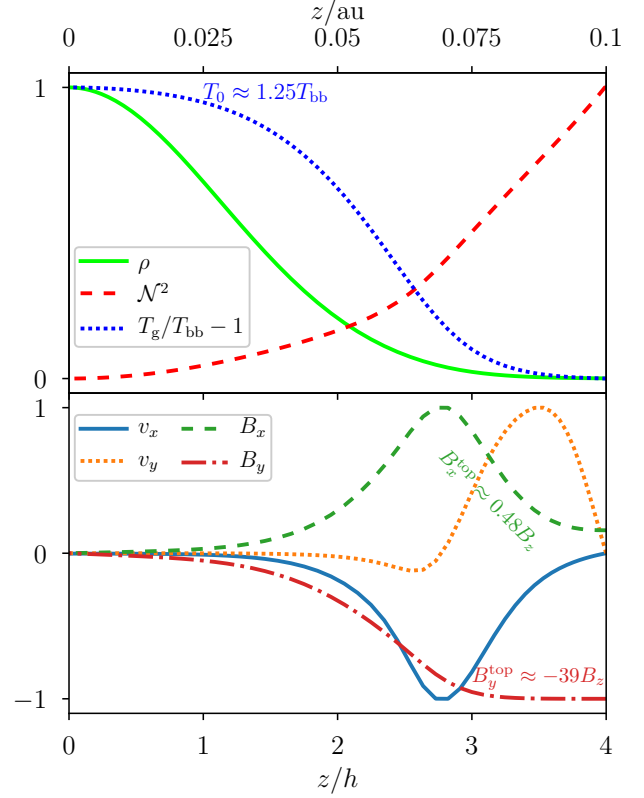 z/au
0 0.025 0.05 0.075 0.1
T₀ ≈ 1.25T_bb
1
ρ
𝒩²
T_g/T_bb − 1
0
1
v_x B_x
v_y B_y
B_x^top ≈ 0.48B_z
0
B_y^top ≈ −39B_z
−1
0 1 2 3 4
z/h